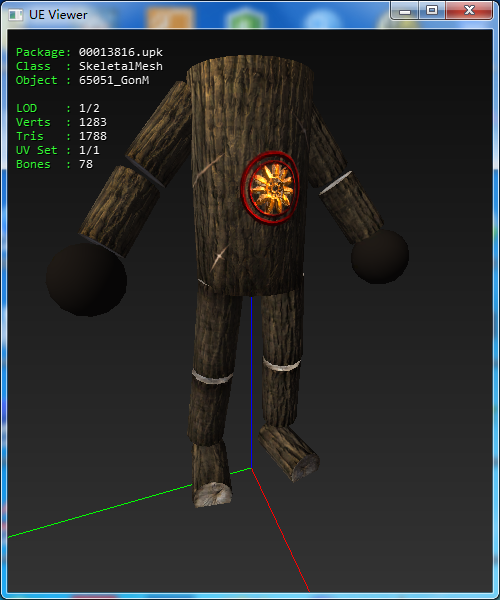 UE Viewer
Package: 00013816.upk
Class  : SkeletalMesh
Object : 65051_GonM
LOD    : 1/2
Verts  : 1283
Tris   : 1788
UV Set : 1/1
Bones  : 78